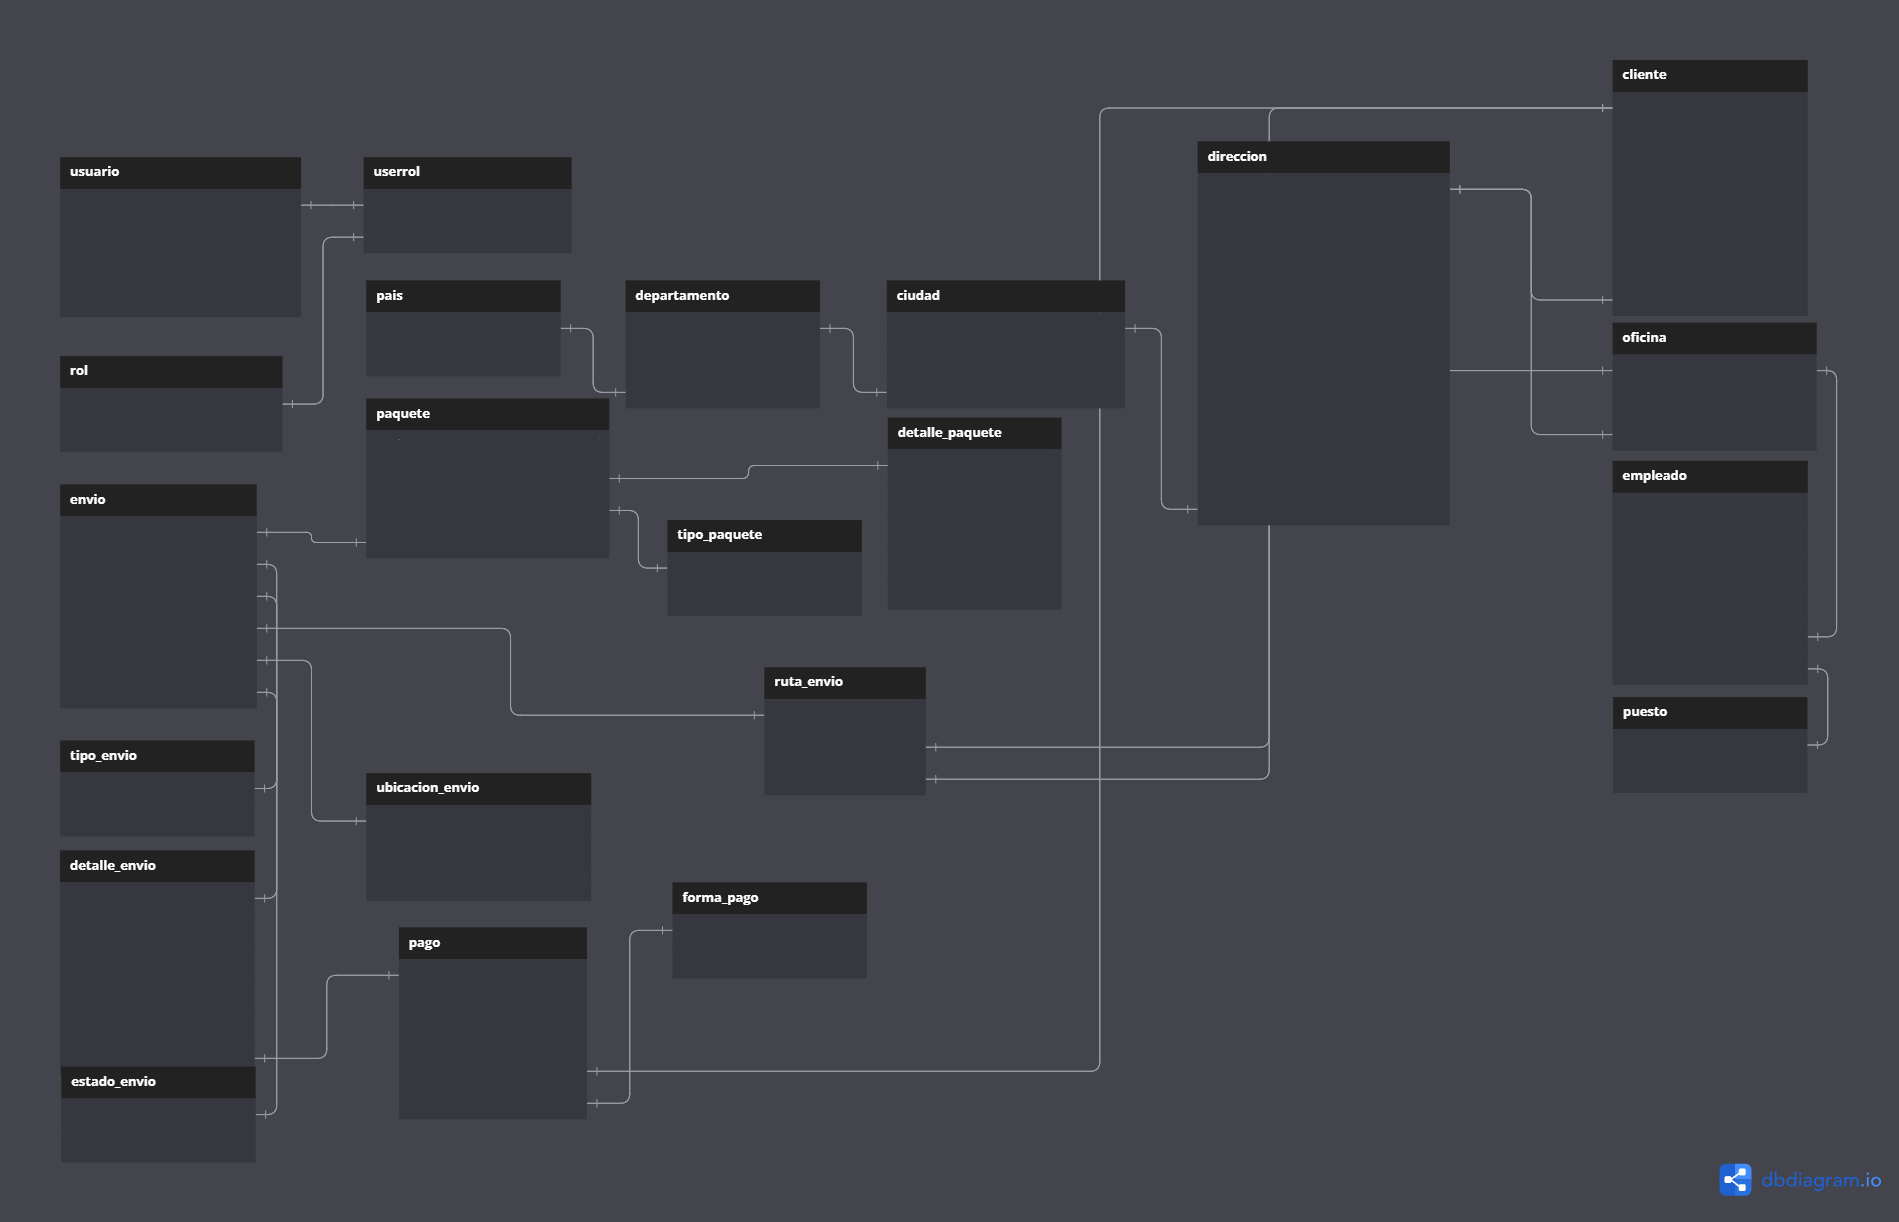 cliente
direccion
usuario
userrol
pais
departamento
ciudad
oficina
rol
paquete
detalle_paquete
empleado
envio
tipo_paquete
ruta_envio
puesto
tipo_envio
ubicacion_envio
detalle_envio
forma_pago
pago
estado_envio
dbdiagram.io